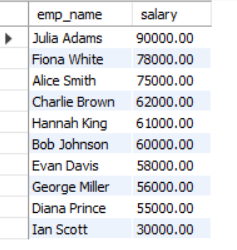 emp_name salary
Julia Adams 90000.00
Fiona White 78000.00
Alice Smith 75000.00
Charlie Brown 62000.00
Hannah King 61000.00
Bob Johnson 60000.00
Evan Davis 58000.00
George Miller 56000.00
Diana Prince 55000.00
Ian Scott 30000.00